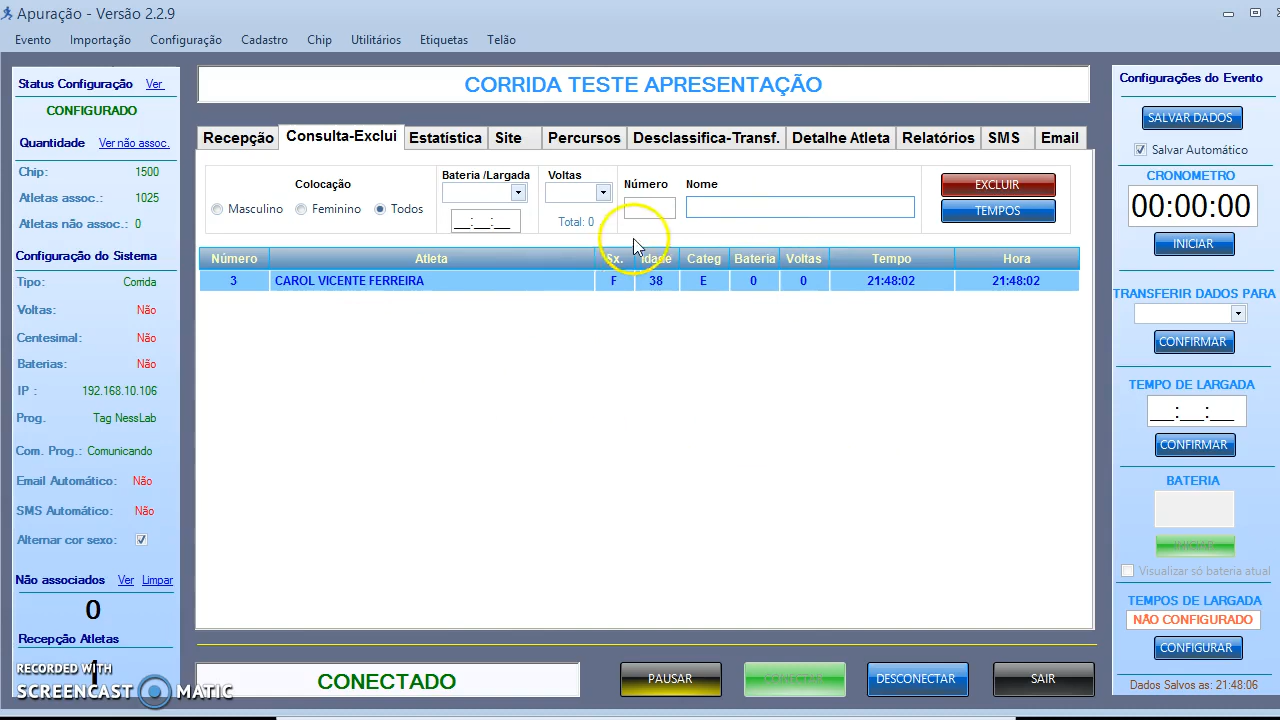 Apuração - Versão 2.2.9
Evento Importação Configuração Cadastro Chip Utilitários Etiquetas Telão
Status Configuração Ver
CONFIGURADO
Quantidade Ver não assoc.
Chip: 1500
Atletas assoc.: 1025
Atletas não assoc.: 0
Configuração do Sistema
Tipo: Corrida
Voltas: Não
Centesimal: Não
Baterias: Não
IP : 192.168.10.106
Prog. Tag NessLab
Com. Prog.: Comunicando
Email Automático: Não
SMS Automático: Não
Alternar cor sexo:
Não associados Ver Limpar
0
Recepção Atletas
1
RECORDED WITH
SCREENCAST MATIC
CORRIDA TESTE APRESENTAÇÃO
Recepção Consulta-Exclui Estatística Site Percursos Desclassifica-Transf. Detalhe Atleta Relatórios SMS Email
Colocação
Masculino Feminino Todos
Bateria /Largada
__:__:__
Voltas
Total: 0
Número
Nome
EXCLUIR
TEMPOS
Número Atleta Sx. Idade Categ Bateria Voltas Tempo Hora
3 CAROL VICENTE FERREIRA F 38 E 0 0 21:48:02 21:48:02
CONECTADO
PAUSAR
DESCONECTAR
SAIR
Configurações do Evento
SALVAR DADOS
Salvar Automático
CRONOMETRO
00:00:00
INICIAR
TRANSFERIR DADOS PARA
CONFIRMAR
TEMPO DE LARGADA
__:__:__
CONFIRMAR
BATERIA
Visualizar só bateria atual
TEMPOS DE LARGADA
NÃO CONFIGURADO
CONFIGURAR
Dados Salvos as: 21:48:06